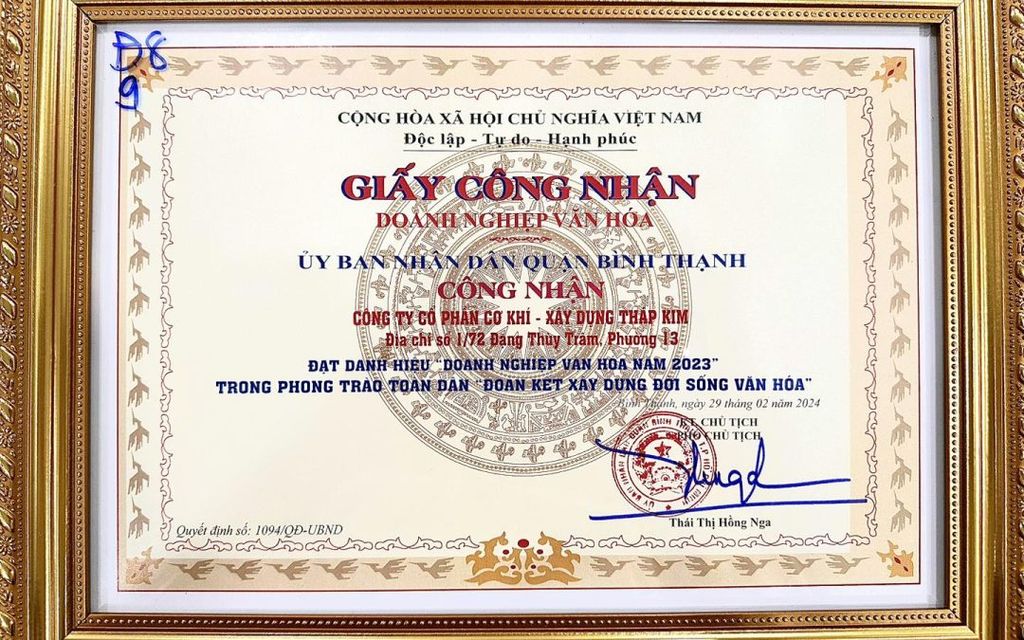 Đ8
9
CỘNG HÒA XÃ HỘI CHỦ NGHĨA VIỆT NAM
Độc lập - Tự do - Hạnh phúc
GIẤY CÔNG NHẬN
DOANH NGHIỆP VĂN HÓA
ỦY BAN NHÂN DÂN QUẬN BÌNH THẠNH
CÔNG NHẬN
CÔNG TY CỔ PHẦN CƠ KHÍ - XÂY DỰNG THÁP KIM
Địa chỉ số 1/72 Đặng Thùy Trâm, Phường 13
ĐẠT DANH HIỆU "DOANH NGHIỆP VĂN HÓA NĂM 2023"
TRONG PHONG TRÀO TOÀN DÂN "ĐOÀN KẾT XÂY DỰNG ĐỜI SỐNG VĂN HÓA"
Bình Thạnh, ngày 29 tháng 02 năm 2024
KT. CHỦ TỊCH
PHÓ CHỦ TỊCH
Thái Thị Hồng Nga
Quyết định số: 1094/QĐ-UBND